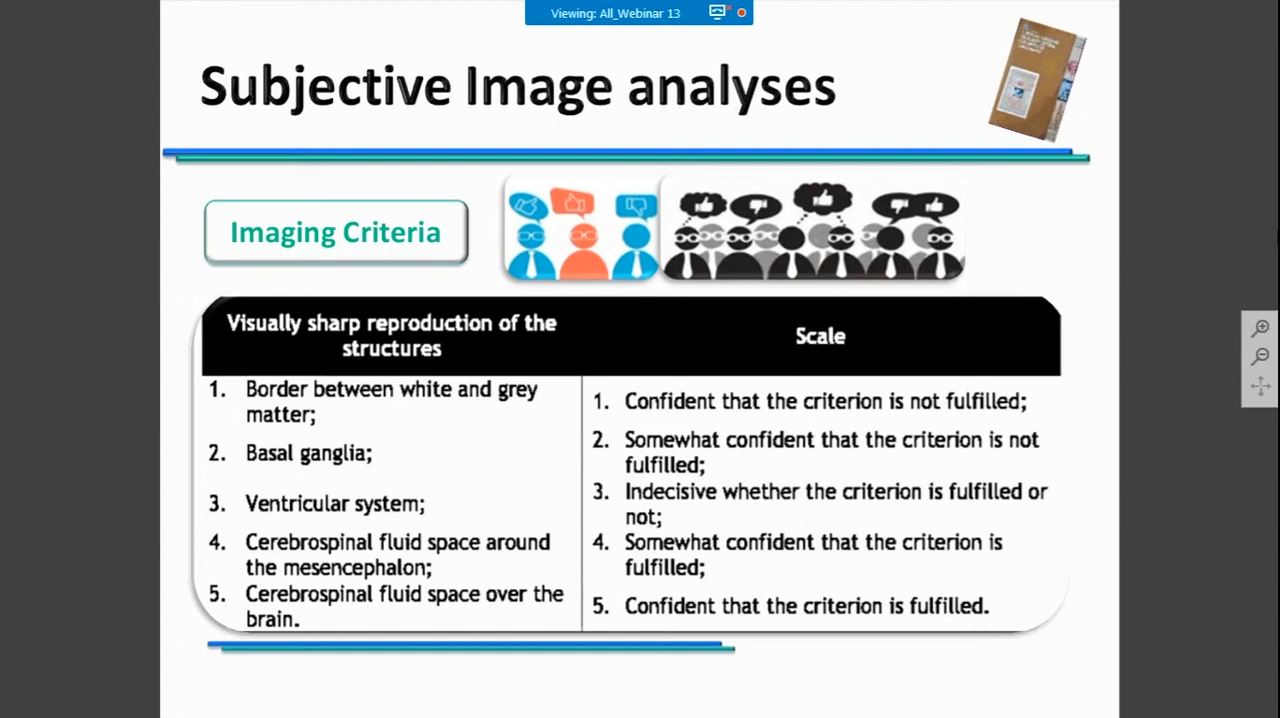 Viewing: All_Webinar 13
Subjective Image analyses
Imaging Criteria
Visually sharp reproduction of the
structures
Scale
1. Border between white and grey
matter;
2. Basal ganglia;
3. Ventricular system;
4. Cerebrospinal fluid space around
the mesencephalon;
5. Cerebrospinal fluid space over the
brain.
1. Confident that the criterion is not fulfilled;
2. Somewhat confident that the criterion is not
fulfilled;
3. Indecisive whether the criterion is fulfilled or
not;
4. Somewhat confident that the criterion is
fulfilled;
5. Confident that the criterion is fulfilled.